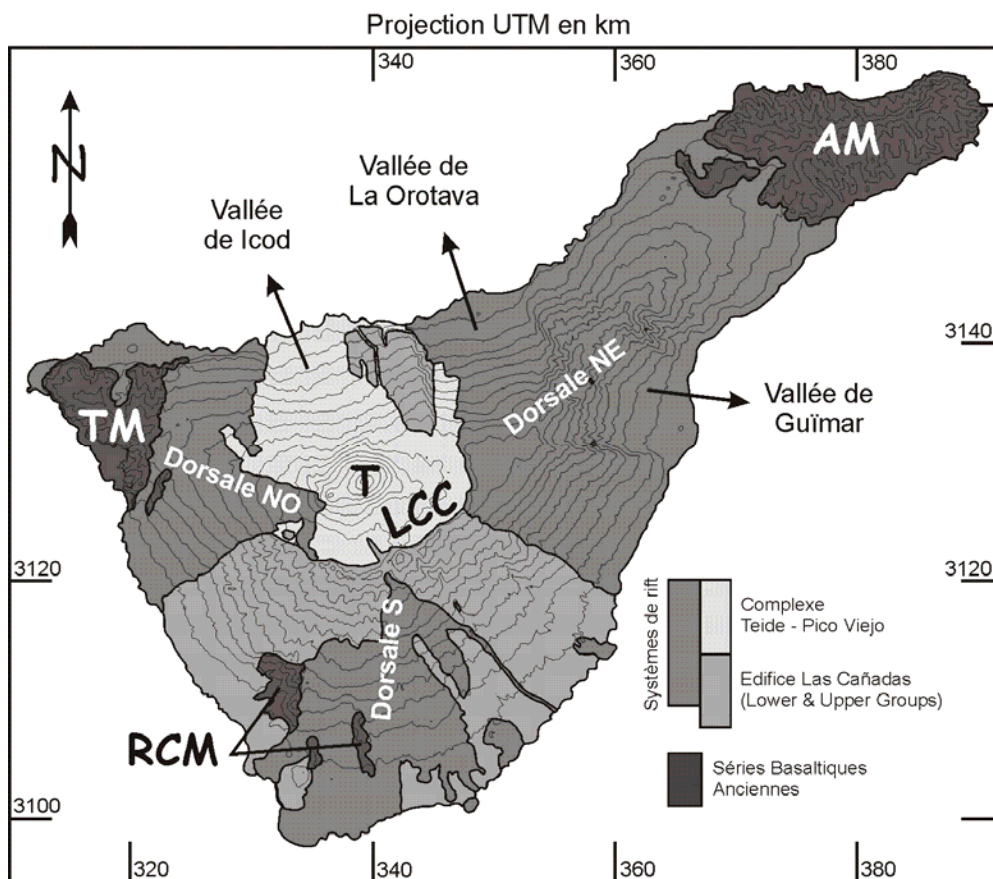 Projection UTM en km
340
360
380
N
AM
Vallée de
La Orotava
Vallée
de Icod
3140
3140
Dorsale NE
Vallée de
Guïmar
TM
Dorsale NO
T
LCC
3120
3120
Dorsale S
Systèmes de rift
Complexe
Teide - Pico Viejo
Edifice Las Cañadas
(Lower & Upper Groups)
RCM
Séries Basaltiques
Anciennes
3100
3100
320
340
360
380